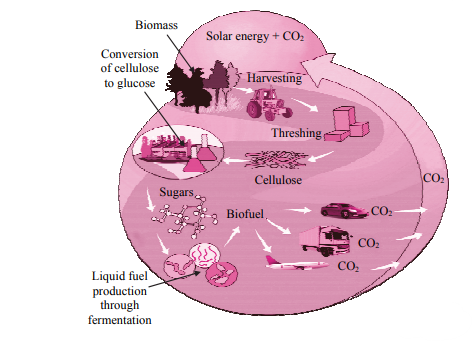 Biomass
Solar energy + CO₂
Conversion
of cellulose
to glucose
Harvesting
Threshing
Cellulose
CO₂
Sugars
Biofuel
CO₂
CO₂
CO₂
Liquid fuel
production
through
fermentation